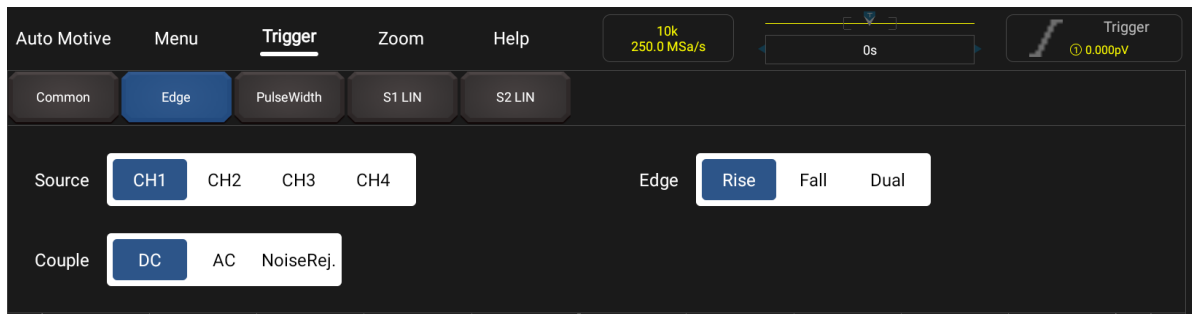 Auto Motive Menu Trigger Zoom Help
10k
250.0 MSa/s
0s
Trigger
① 0.000pV
Common Edge PulseWidth S1 LIN S2 LIN
Source CH1 CH2 CH3 CH4 Edge Rise Fall Dual
Couple DC AC NoiseRej.